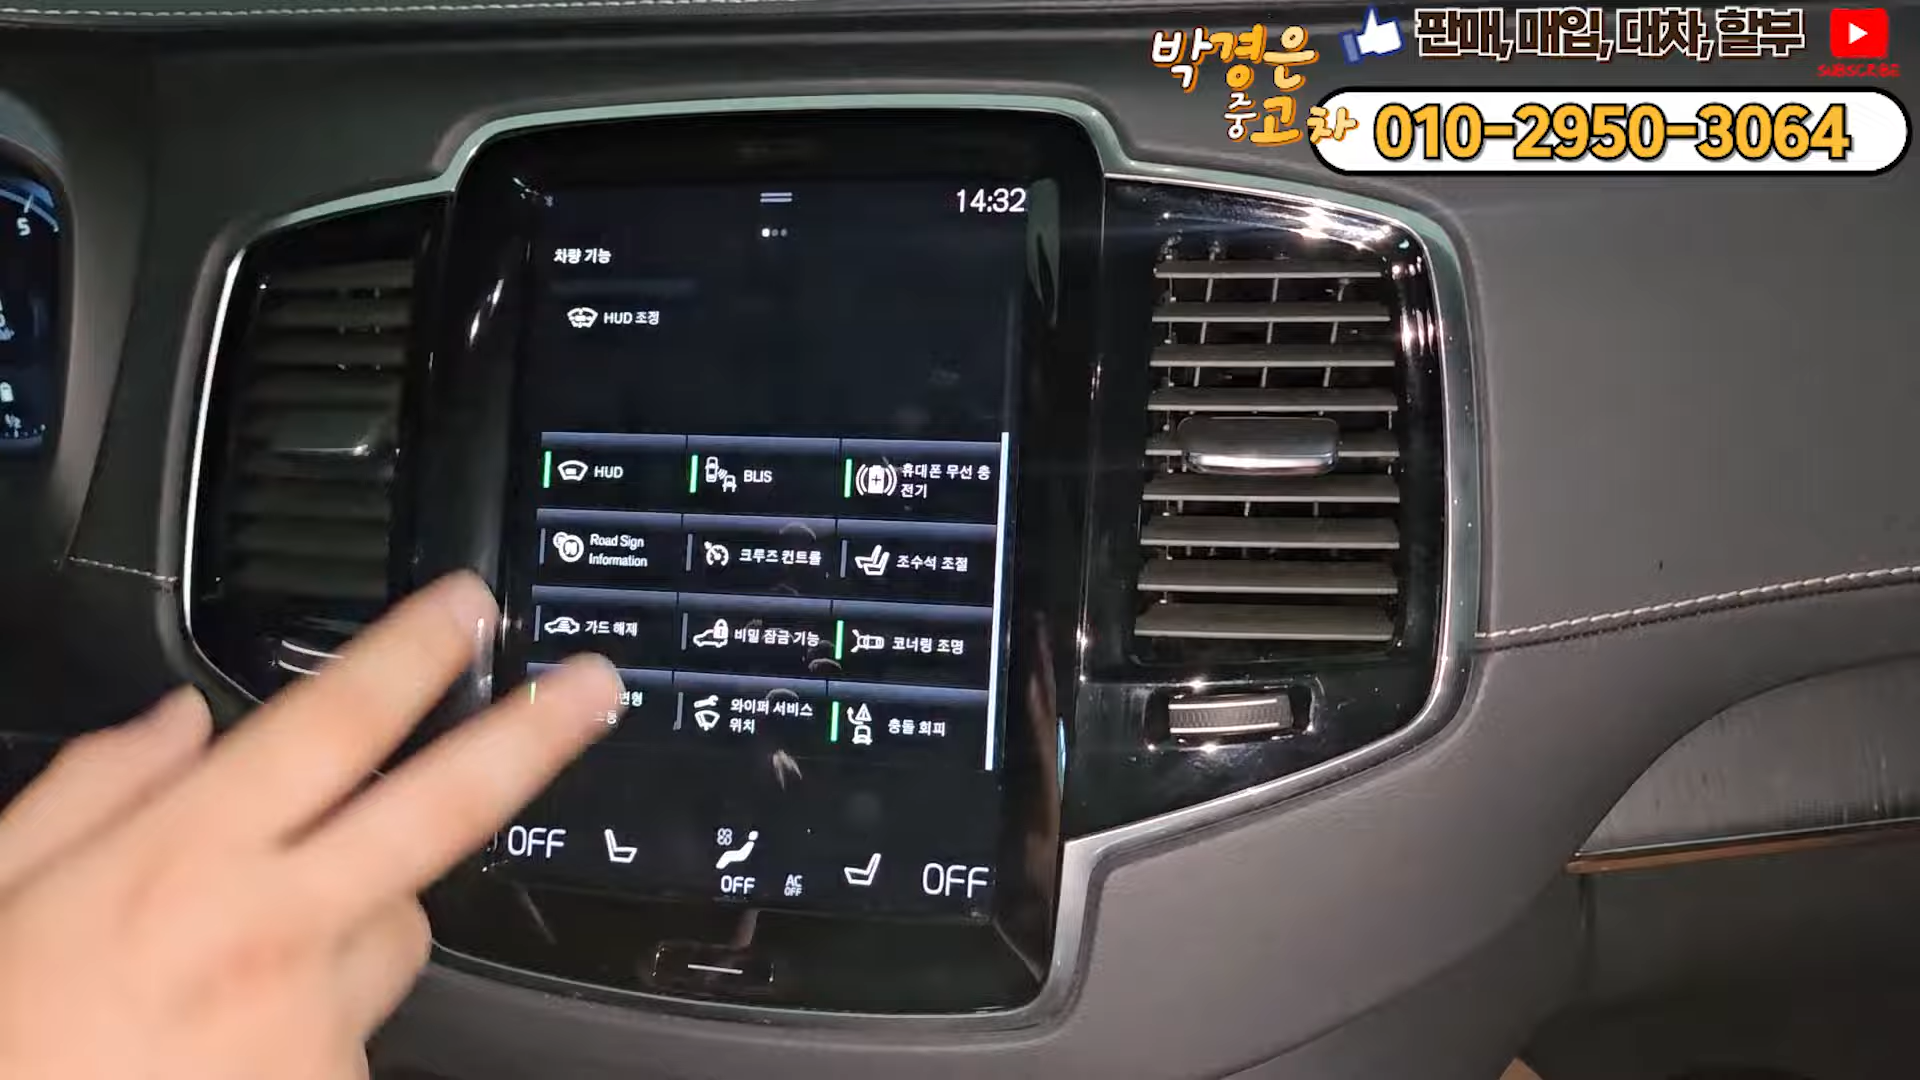 박경은
중고차
판매, 매입, 대차, 할부
SUBSCRIBE
010-2950-3064
14:32
차량 기능
HUD 조정
HUD
BLIS
휴대폰 무선 충
전기
Road Sign
Information
크루즈 컨트롤
조수석 조절
가드 해제
비밀 잠금 기능
코너링 조명
변형
와이퍼 서비스
위치
충돌 회피
OFF
OFF
AC
OFF
OFF
5